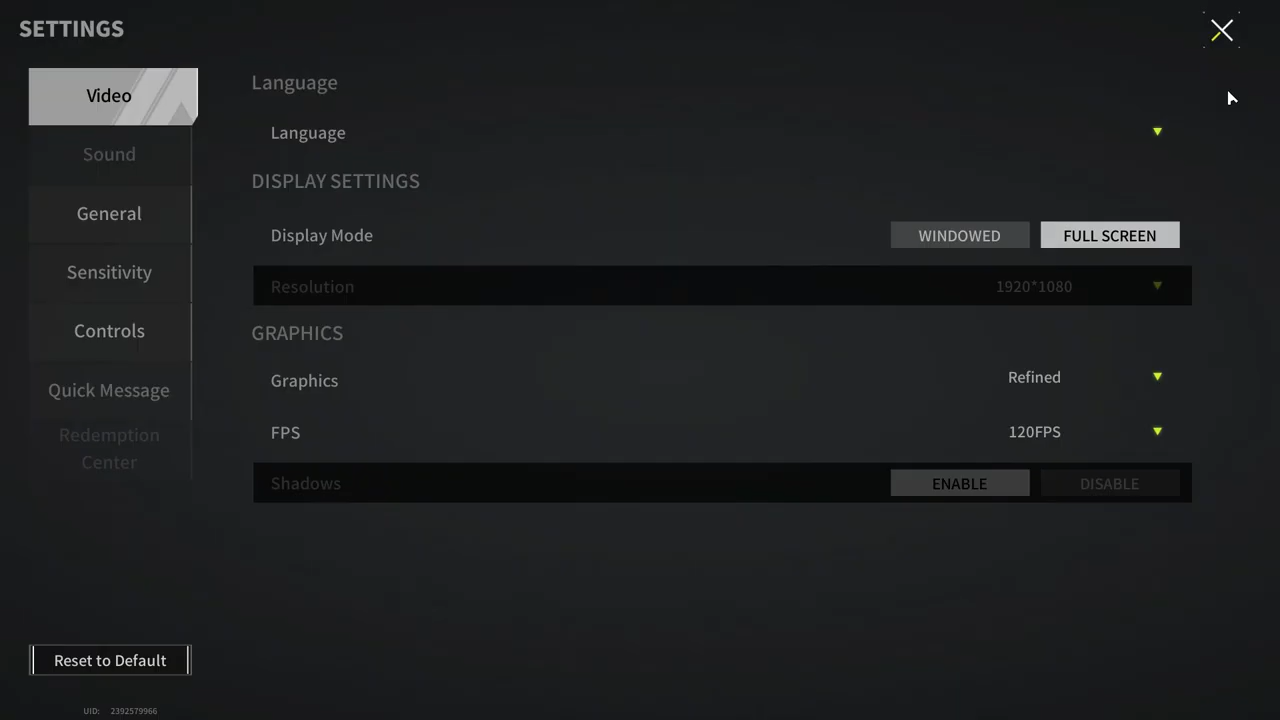 SETTINGS
Video
Sound
General
Sensitivity
Controls
Quick Message
Redemption
Center
Reset to Default
UID: 2392579966
Language
Language
DISPLAY SETTINGS
Display Mode WINDOWED FULL SCREEN
Resolution 1920*1080
GRAPHICS
Graphics Refined
FPS 120FPS
Shadows ENABLE DISABLE